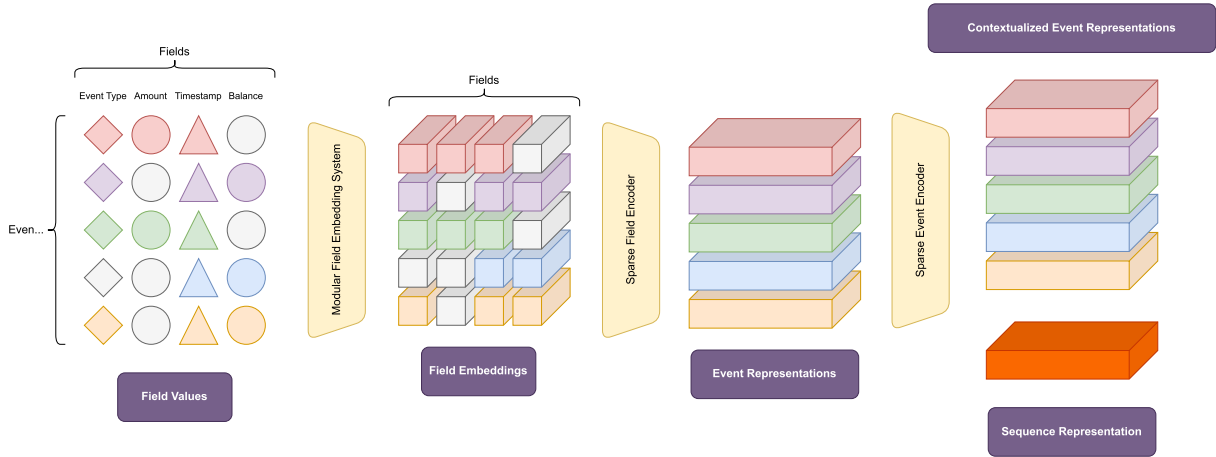 Contextualized Event Representations
Fields
Fields
Event Type Amount Timestamp Balance
Even...
Modular Field Embedding System
Sparse Field Encoder
Sparse Event Encoder
Field Values
Field Embeddings
Event Representations
Sequence Representation